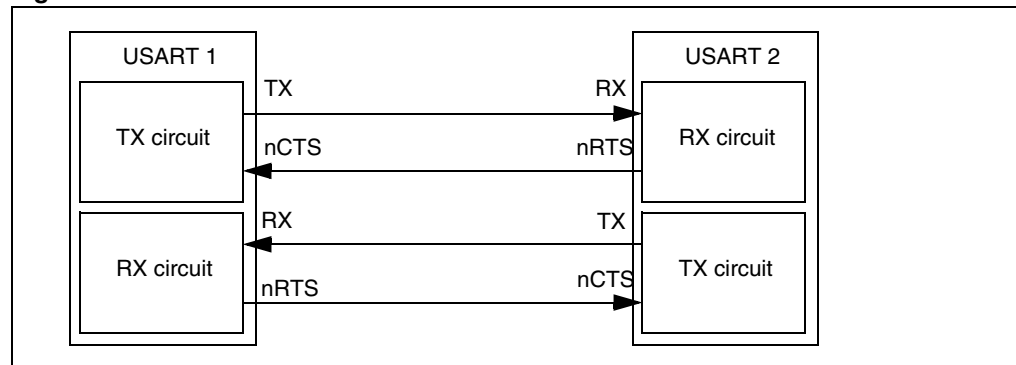 USART 1
USART 2
TX
RX
TX circuit
RX circuit
nCTS
nRTS
RX
TX
RX circuit
TX circuit
nRTS
nCTS